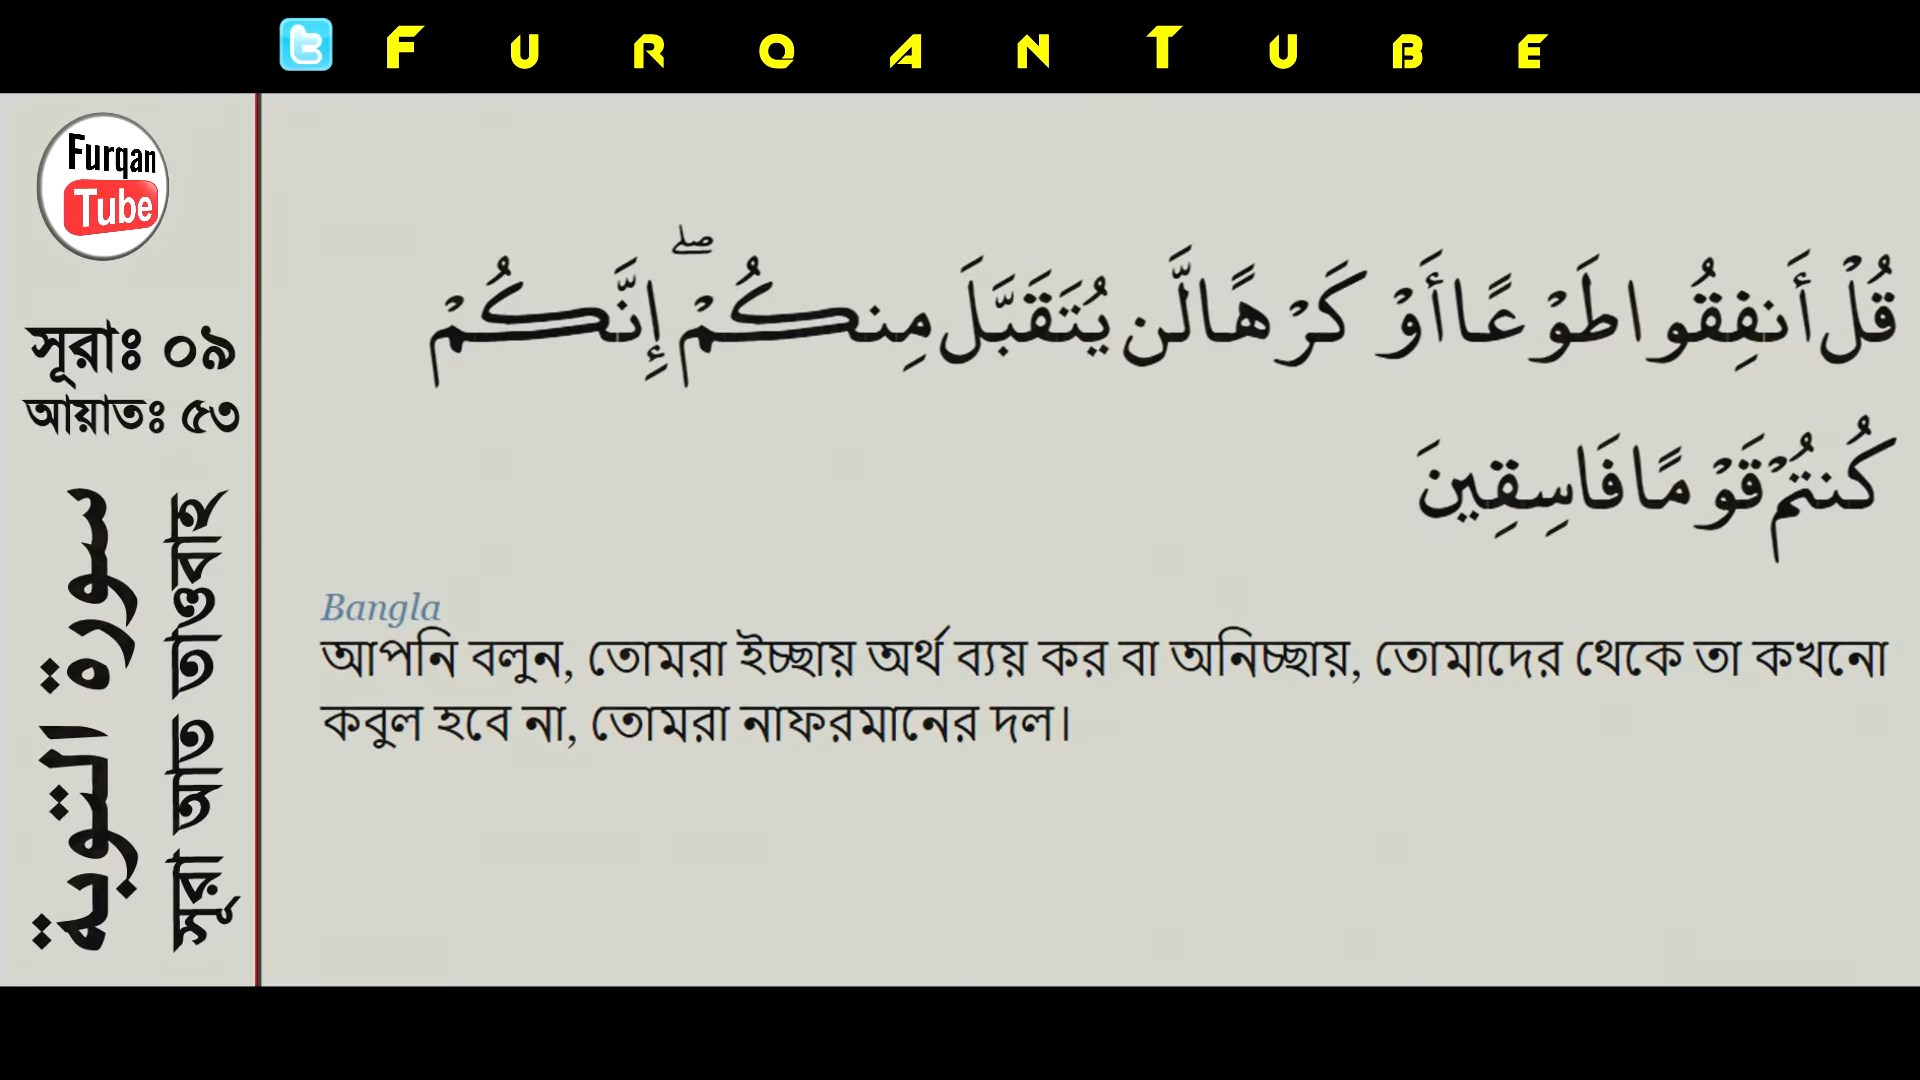 FURQANTUBE
Furqan
Tube
সূরাঃ ০৯
আয়াতঃ ৫৩
سورة التوبة
সূরা আত তাওবাহ
قُلْ أَنفِقُوا طَوْعًا أَوْ كَرْهًا لَّن يُتَقَبَّلَ مِنكُمْ ۖ إِنَّكُمْ
كُنتُمْ قَوْمًا فَاسِقِينَ
Bangla
আপনি বলুন, তোমরা ইচ্ছায় অর্থ ব্যয় কর বা অনিচ্ছায়, তোমাদের থেকে তা কখনো
কবুল হবে না, তোমরা নাফরমানের দল।